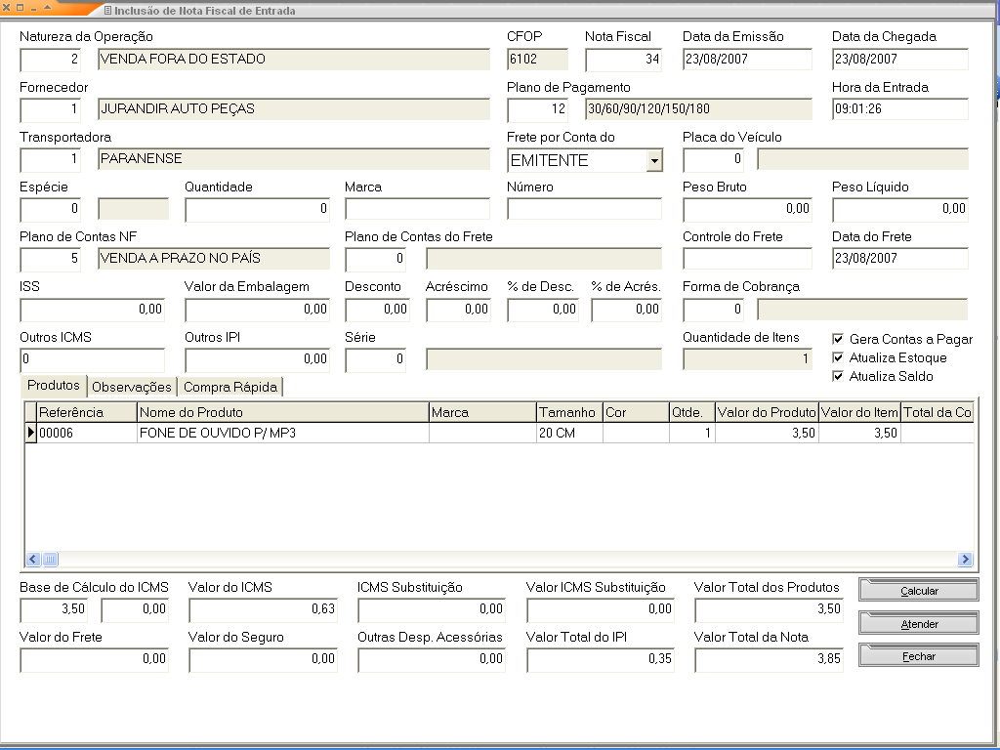 Inclusão de Nota Fiscal de Entrada
Natureza da Operação CFOP Nota Fiscal Data da Emissão Data da Chegada
2 VENDA FORA DO ESTADO 6102 34 23/08/2007 23/08/2007
Fornecedor Plano de Pagamento Hora da Entrada
1 JURANDIR AUTO PEÇAS 12 30/60/90/120/150/180 09:01:26
Transportadora Frete por Conta do Placa do Veículo
1 PARANENSE EMITENTE 0
Espécie Quantidade Marca Número Peso Bruto Peso Líquido
0 0 0,00 0,00
Plano de Contas NF Plano de Contas do Frete Controle do Frete Data do Frete
5 VENDA A PRAZO NO PAÍS 0 23/08/2007
ISS Valor da Embalagem Desconto Acréscimo % de Desc. % de Acrés. Forma de Cobrança
0,00 0,00 0,00 0,00 0,00 0,00 0
Outros ICMS Outros IPI Série Quantidade de Itens Gera Contas a Pagar
0 0,00 0 1 Atualiza Estoque
Atualiza Saldo
Produtos Observações Compra Rápida
Referência Nome do Produto Marca Tamanho Cor Qtde. Valor do Produto Valor do Item Total da Co
00006 FONE DE OUVIDO P/ MP3 20 CM 1 3,50 3,50
Base de Cálculo do ICMS Valor do ICMS ICMS Substituição Valor ICMS Substituição Valor Total dos Produtos Calcular
3,50 0,00 0,63 0,00 0,00 3,50
Atender
Valor do Frete Valor do Seguro Outras Desp. Acessórias Valor Total do IPI Valor Total da Nota
0,00 0,00 0,00 0,35 3,85 Fechar